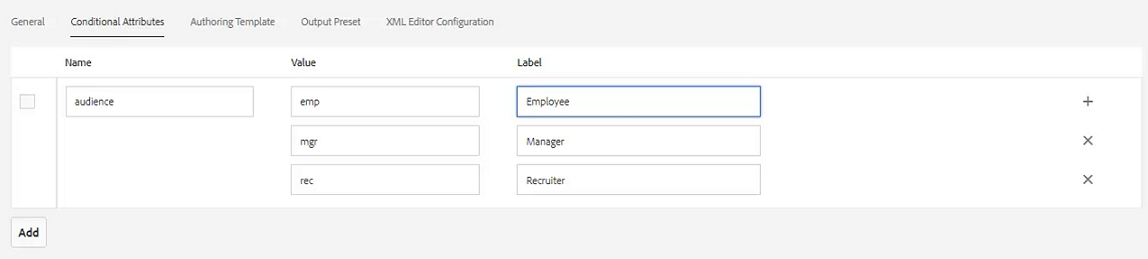 General Conditional Attributes Authoring Template Output Preset XML Editor Configuration
Name Value Label
audience emp Employee
mgr Manager
rec Recruiter
Add